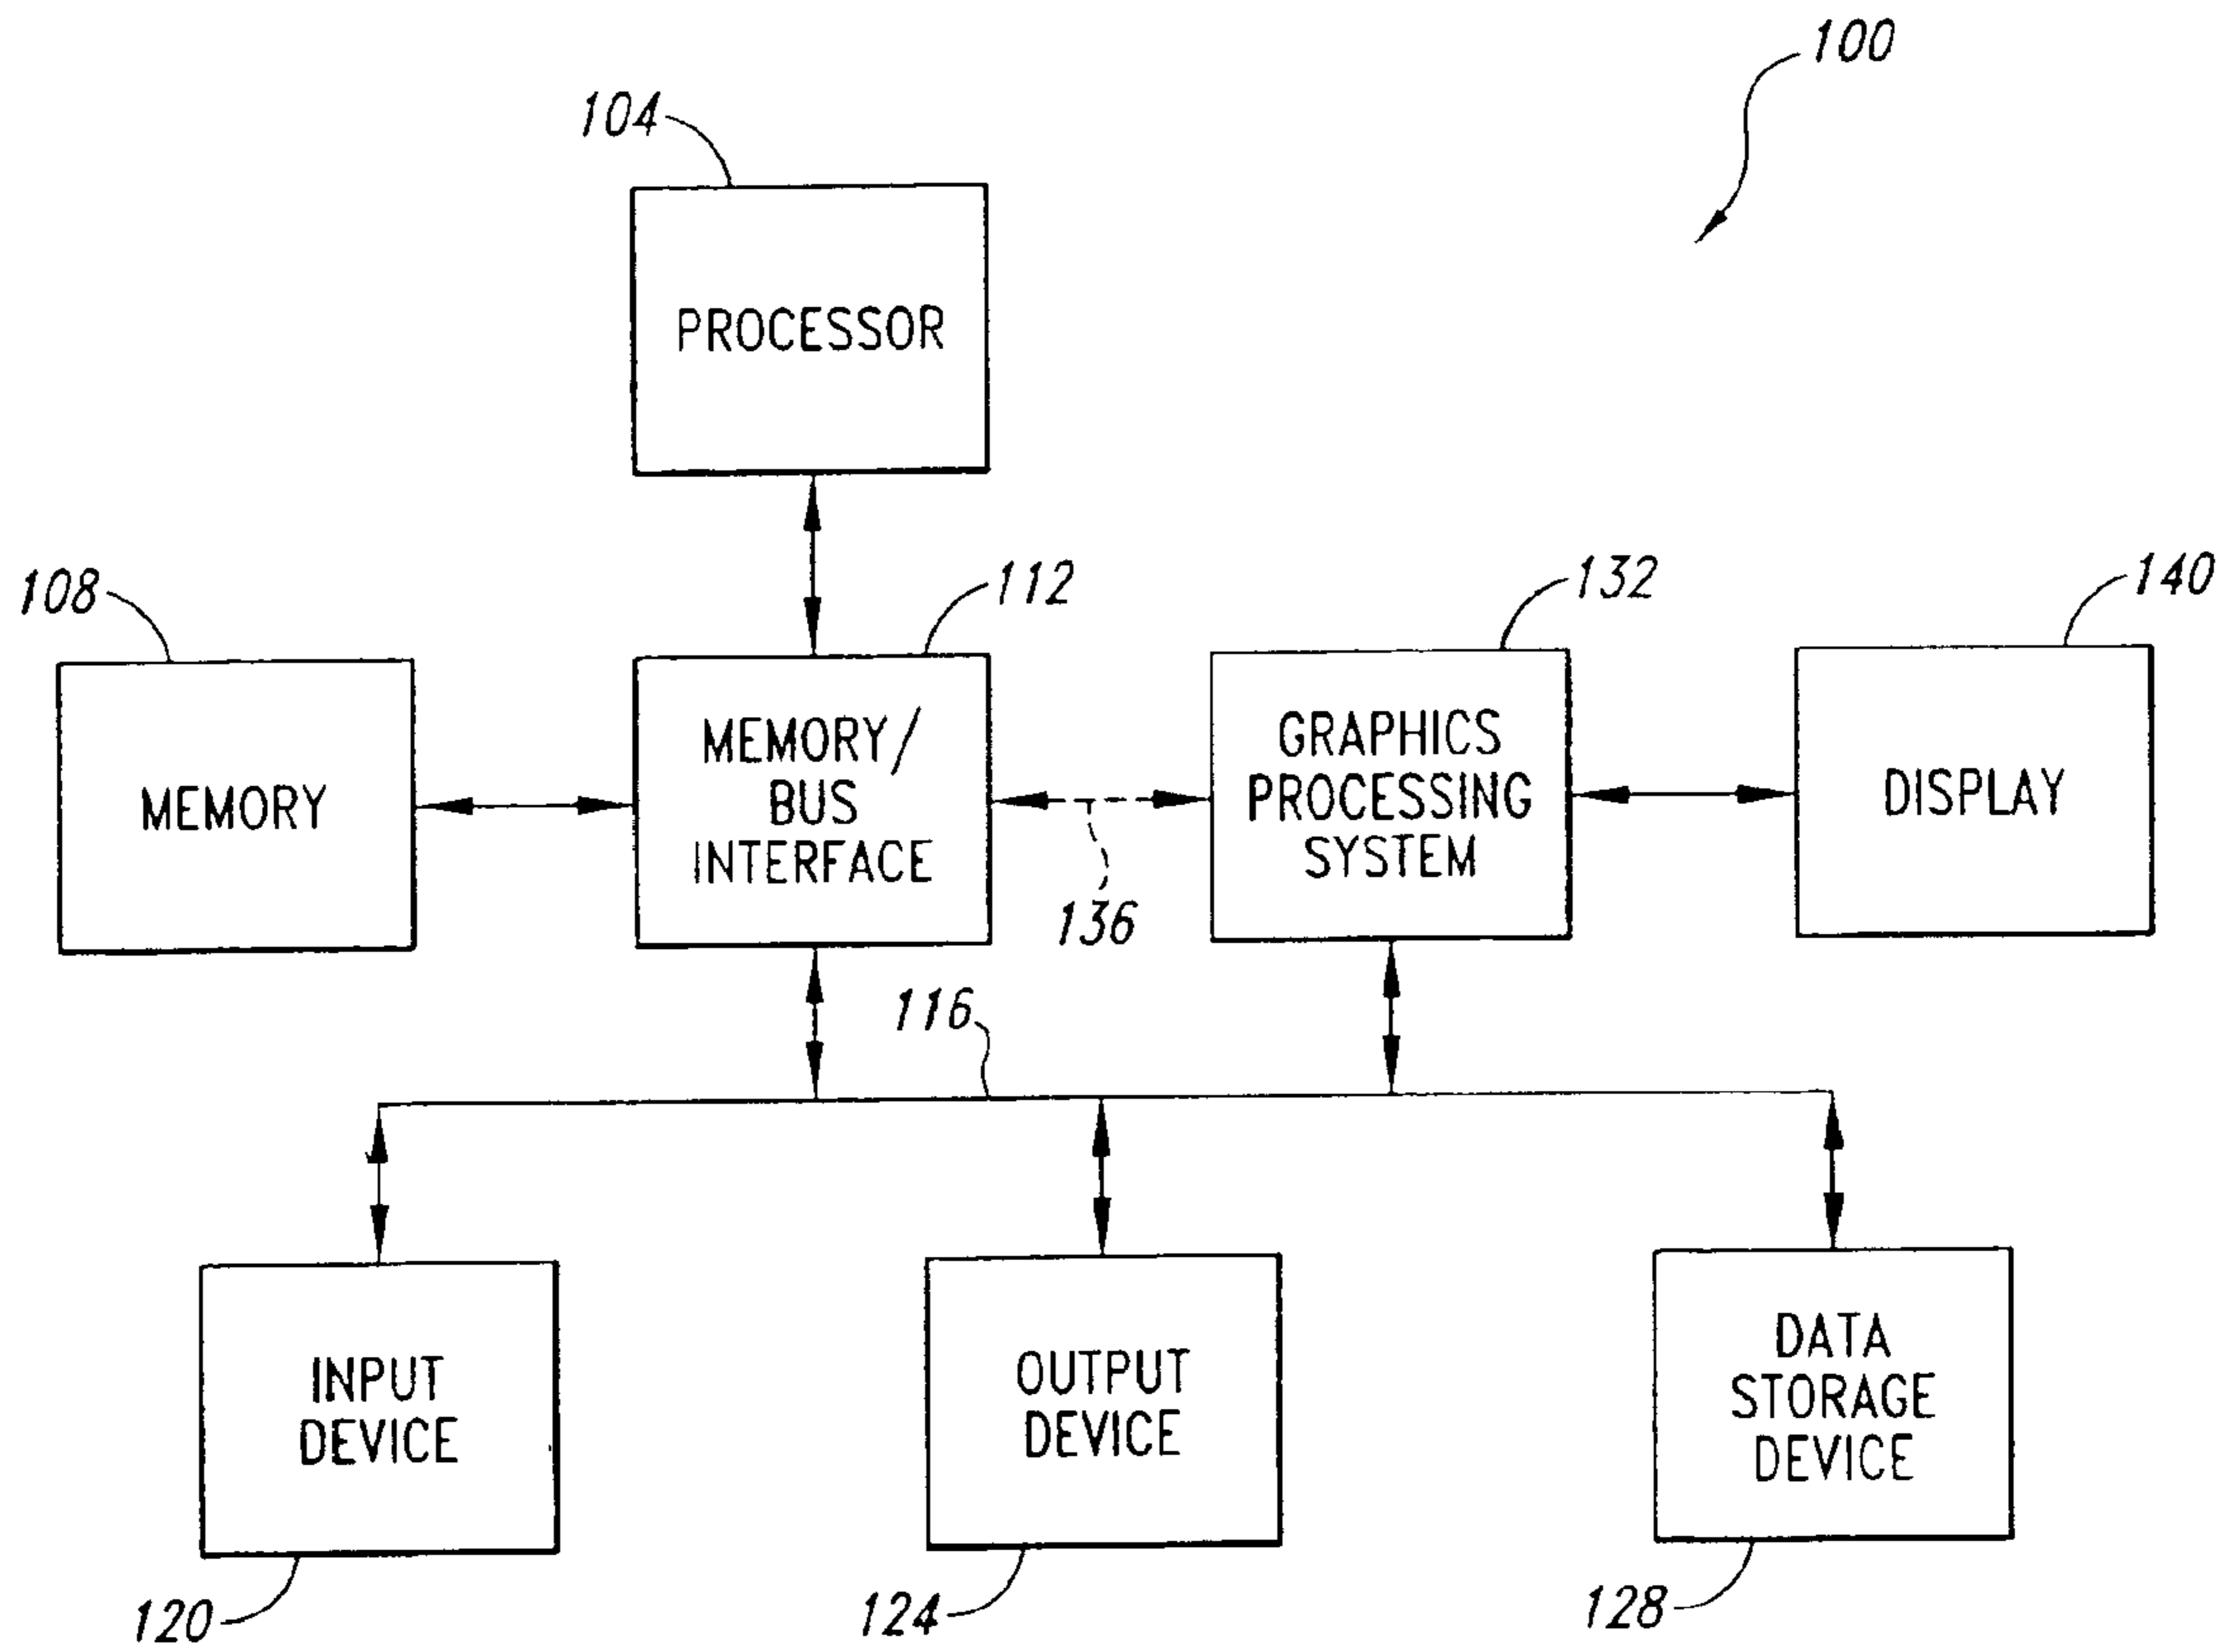 100
104
PROCESSOR
108
112
132
140
MEMORY
MEMORY/
BUS
INTERFACE
136
GRAPHICS
PROCESSING
SYSTEM
DISPLAY
116
INPUT
DEVICE
OUTPUT
DEVICE
DATA
STORAGE
DEVICE
120
124
128